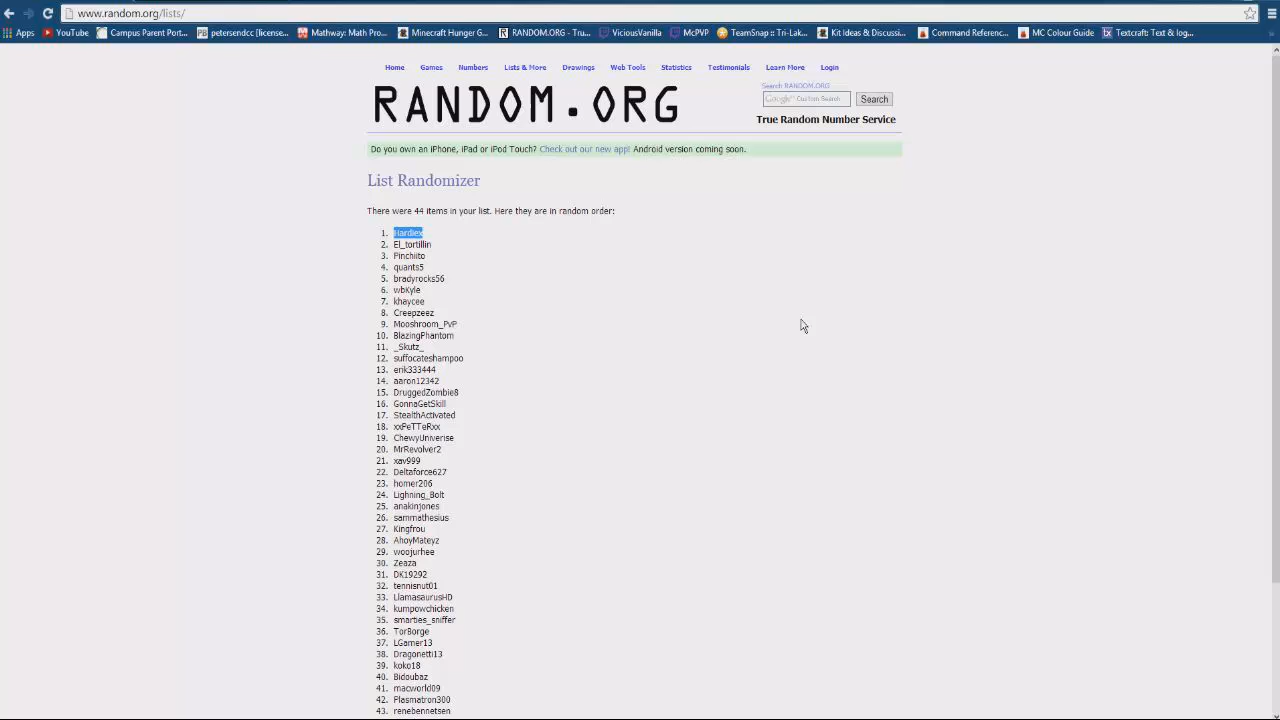 www.random.org/lists/
Apps YouTube Campus Parent Port... petersendcc [license... Mathway: Math Pro... Minecraft Hunger G... RANDOM.ORG - Tru... ViciousVanilla McPVP TeamSnap :: Tri-Lak... Kit Ideas & Discussi... Command Referenc... MC Colour Guide Textcraft: Text & log...
Home Games Numbers Lists & More Drawings Web Tools Statistics Testimonials Learn More Login
Search RANDOM.ORG
RANDOM.ORG
Google™ Custom Search Search
True Random Number Service
Do you own an iPhone, iPad or iPod Touch? Check out our new app! Android version coming soon.
List Randomizer
There were 44 items in your list. Here they are in random order:
1. Hardlex
2. El_tortillin
3. Pinchiito
4. quants5
5. bradyrocks56
6. wbKyle
7. khaycee
8. Creepzeez
9. Mooshroom_PvP
10. BlazingPhantom
11. _Skutz_
12. suffocateshampoo
13. erik333444
14. aaron12342
15. DruggedZombie8
16. GonnaGetSkill
17. StealthActivated
18. xxPeTTeRxx
19. ChewyUniverise
20. MrRevolver2
21. xav999
22. Deltaforce627
23. homer206
24. Lighning_Bolt
25. anakinjones
26. sammathesius
27. Kingfrou
28. AhoyMateyz
29. woojurhee
30. Zeaza
31. DK19292
32. tennisnut01
33. LlamasaurusHD
34. kumpowchicken
35. smarties_sniffer
36. TorBorge
37. LGamer13
38. Dragonetti13
39. koko18
40. Bidoubaz
41. macworld09
42. Plasmatron300
43. renebennetsen